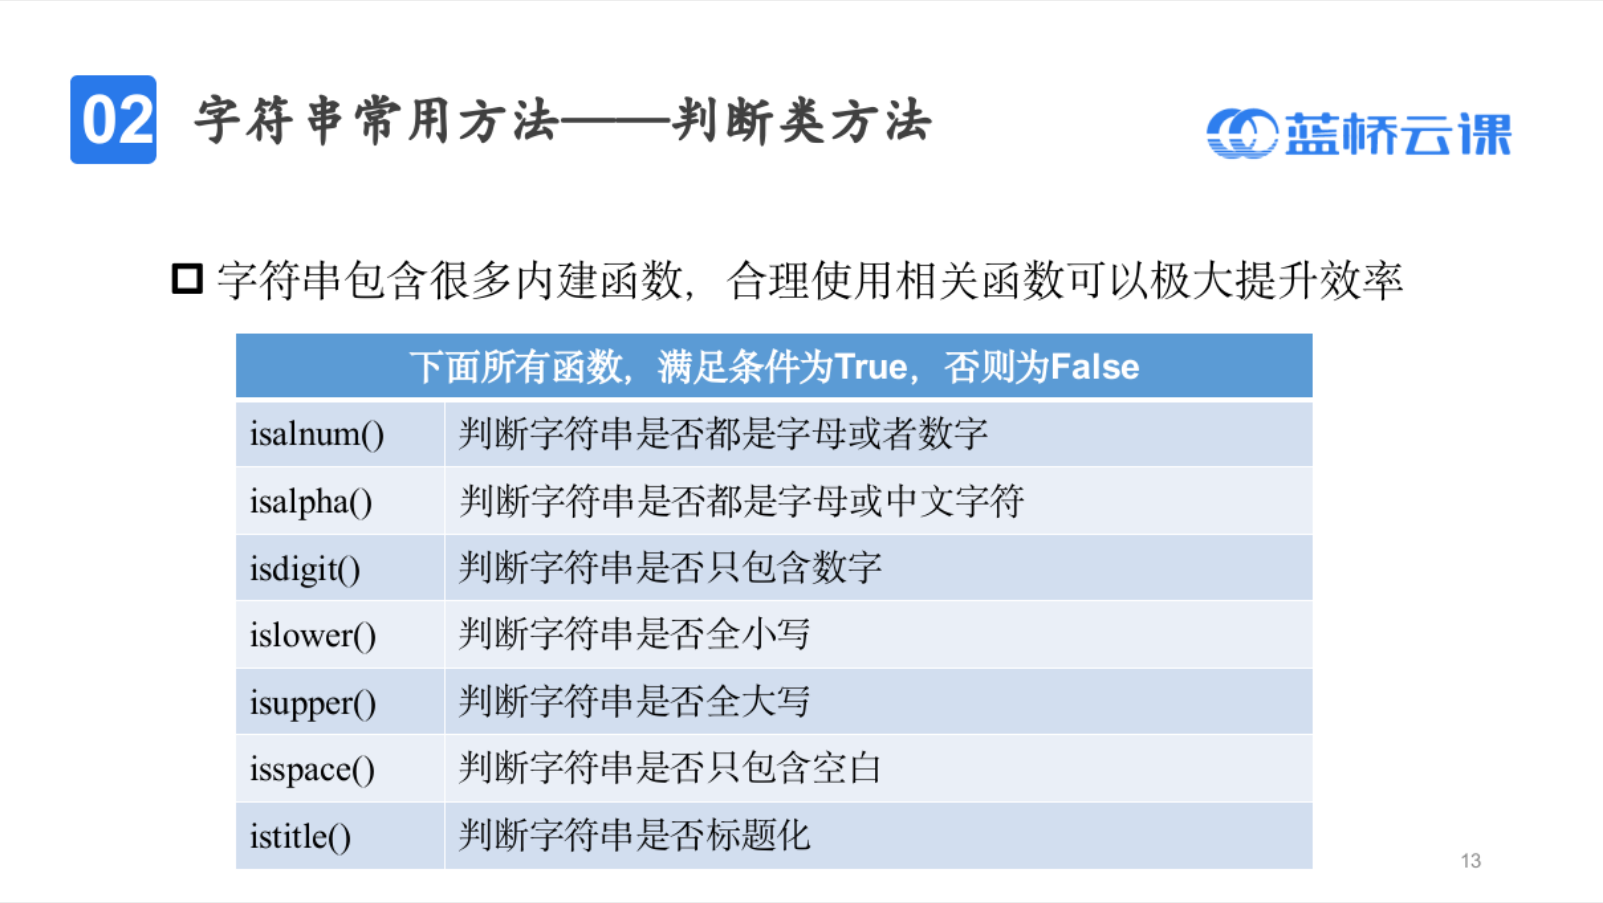 02 字符串常用方法——判断类方法
蓝桥云课
字符串包含很多内建函数，合理使用相关函数可以极大提升效率
下面所有函数，满足条件为True，否则为False
isalnum() 判断字符串是否都是字母或者数字
isalpha() 判断字符串是否都是字母或中文字符
isdigit() 判断字符串是否只包含数字
islower() 判断字符串是否全小写
isupper() 判断字符串是否全大写
isspace() 判断字符串是否只包含空白
istitle() 判断字符串是否标题化
13